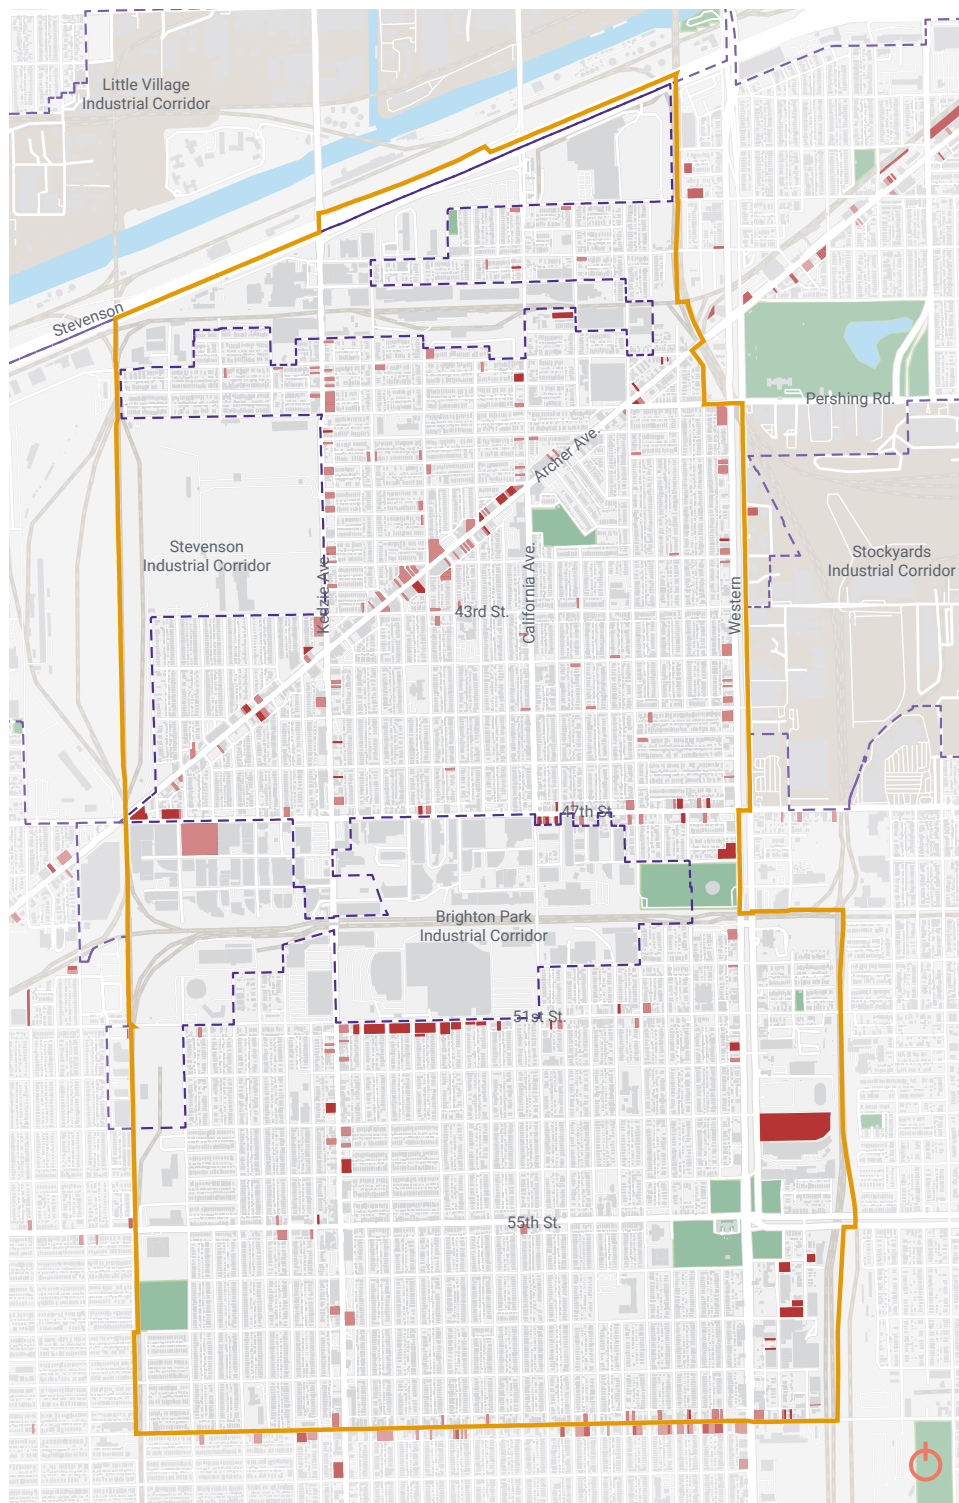 Little Village
Industrial Corridor
Stevenson
Pershing Rd.
Archer Ave.
Stevenson
Industrial Corridor
Kedzie Ave.
California Ave.
43rd St.
Western
Stockyards
Industrial Corridor
47th St.
Brighton Park
Industrial Corridor
51st St.
55th St.